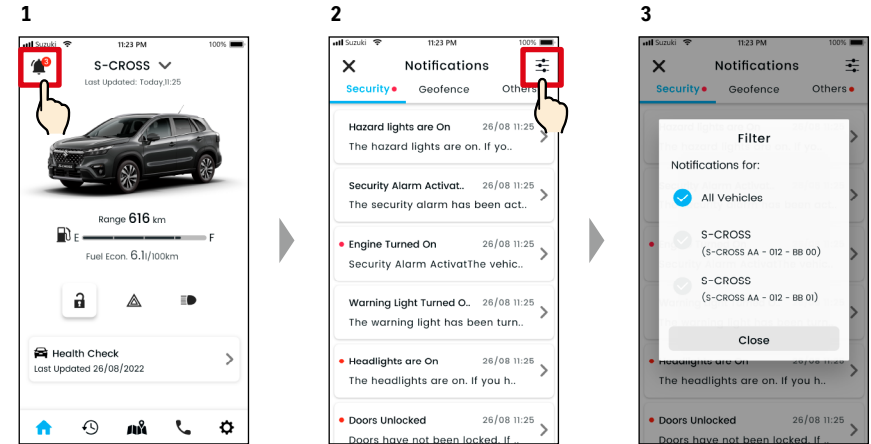 1
Suzuki 11:23 PM 100%
3
S-CROSS
Last Updated: Today,11:25
Range 616 km
E F
Fuel Econ. 6.1l/100km
Health Check
Last Updated 26/08/2022
2
Suzuki 11:23 PM 100%
Notifications
Security Geofence Others
Hazard lights are On 26/08 11:25
The hazard lights are on. If yo..
Security Alarm Activat.. 26/08 11:25
The security alarm has been act..
Engine Turned On 26/08 11:25
Security Alarm ActivatThe vehic..
Warning Light Turned O.. 26/08 11:25
The warning light has been turn..
Headlights are On 26/08 11:25
The headlights are on. If you h..
Doors Unlocked 26/08 11:25
Doors have not been locked. If ..
3
Suzuki 11:23 PM 100%
Notifications
Security Geofence Others
Filter
Notifications for:
All Vehicles
S-CROSS
(S-CROSS AA - 012 - BB 00)
S-CROSS
(S-CROSS AA - 012 - BB 01)
Close
Headlights are On 26/08 11:25
The headlights are on. If you h..
Doors Unlocked 26/08 11:25
Doors have not been locked. If ..